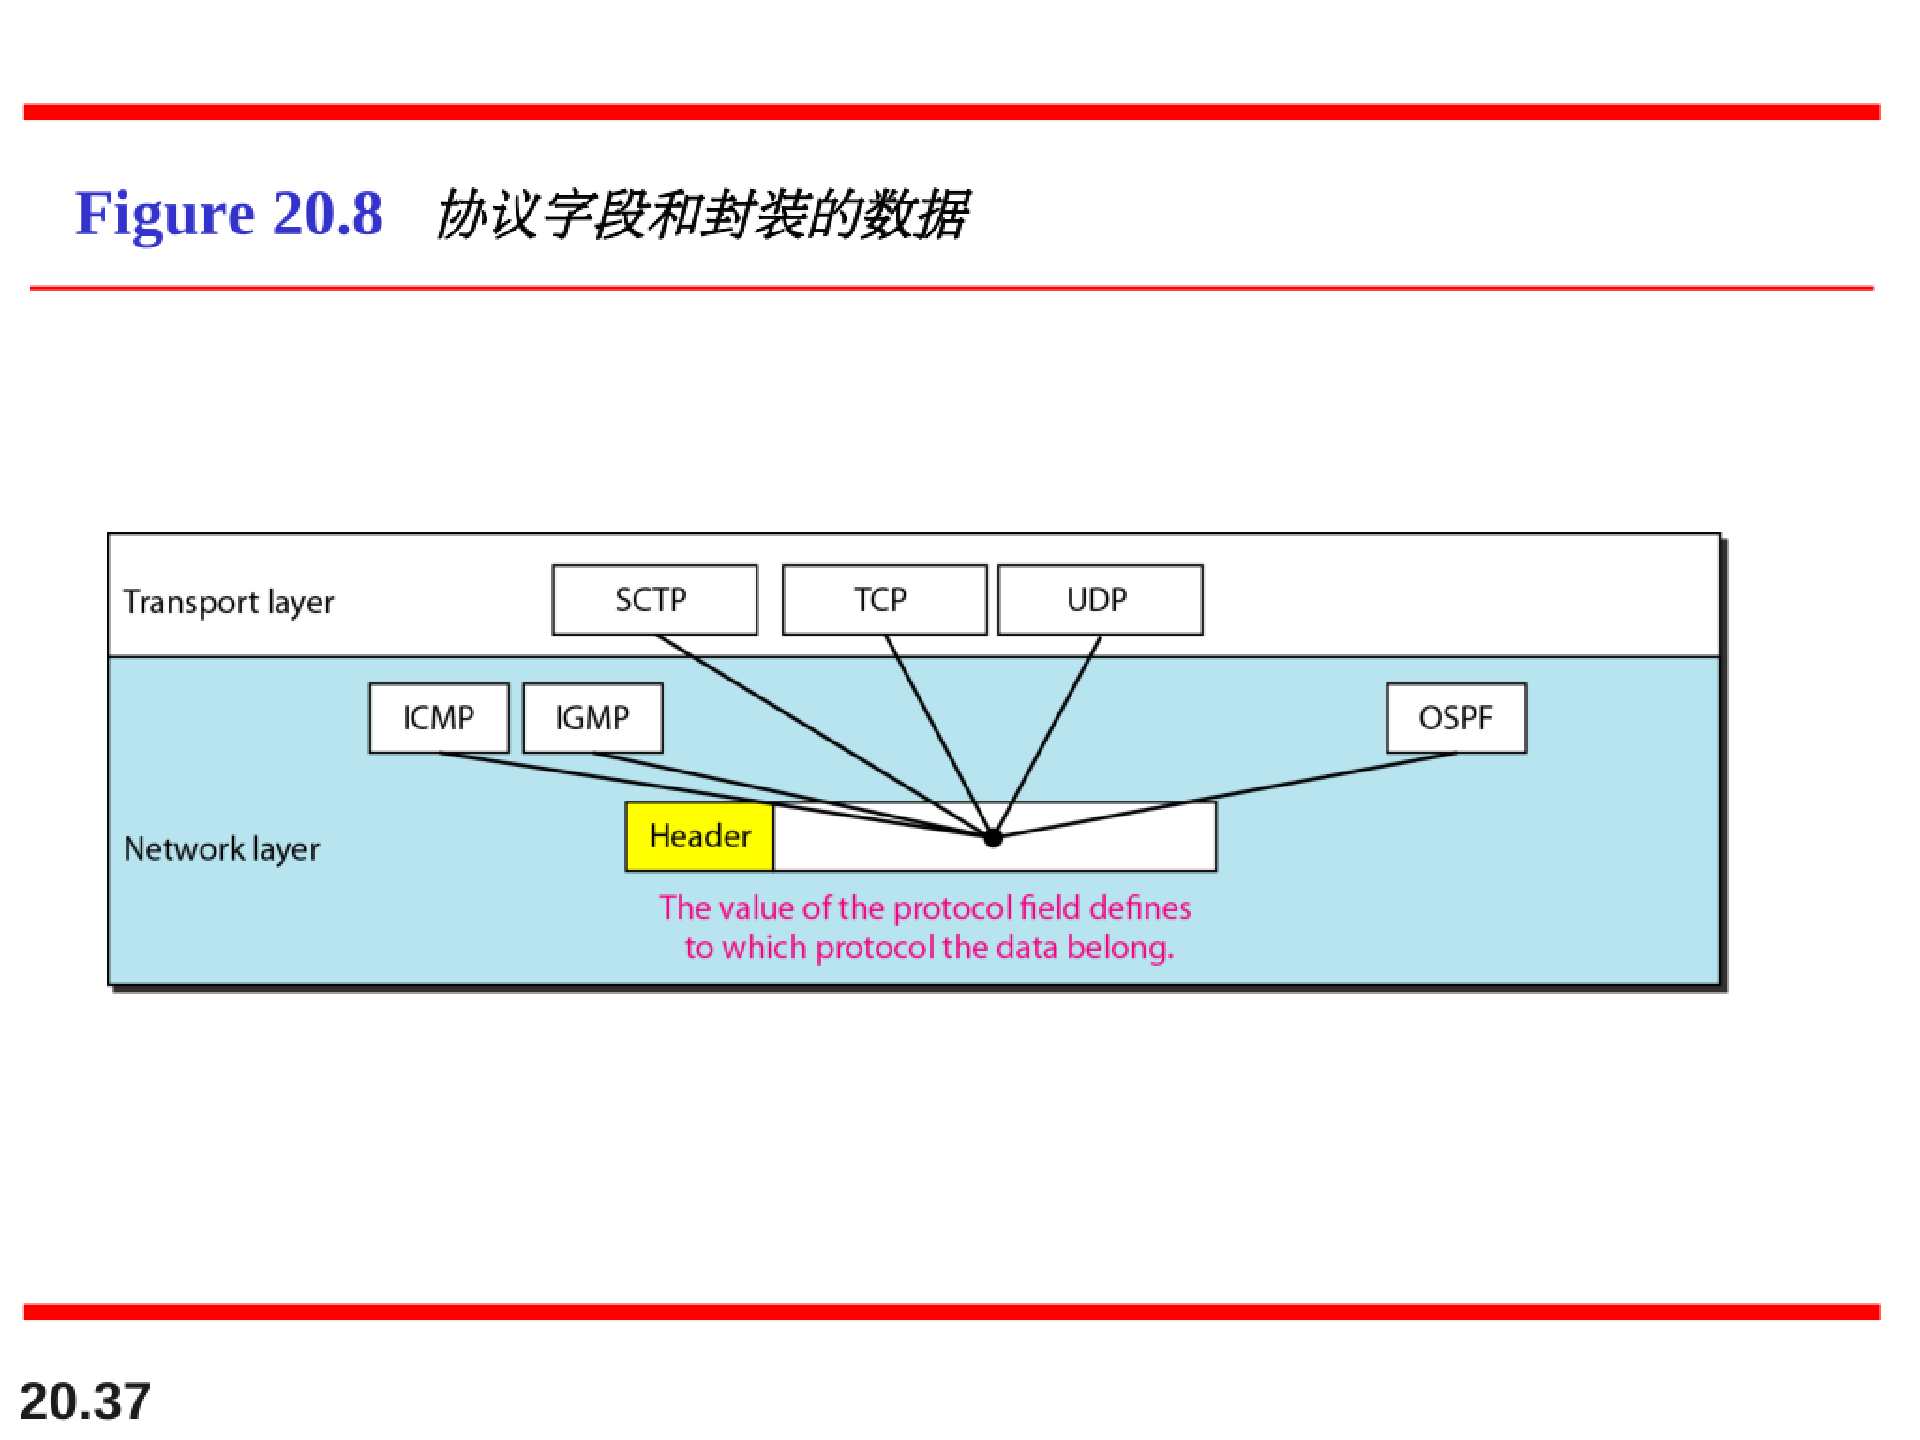 Figure 20.8 协议字段和封装的数据
Transport layer
SCTP
TCP
UDP
ICMP
IGMP
OSPF
Network layer
Header
The value of the protocol field defines
to which protocol the data belong.
20.37